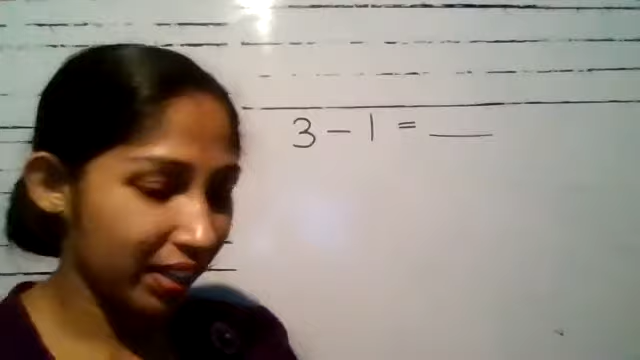 3 - 1 = ___